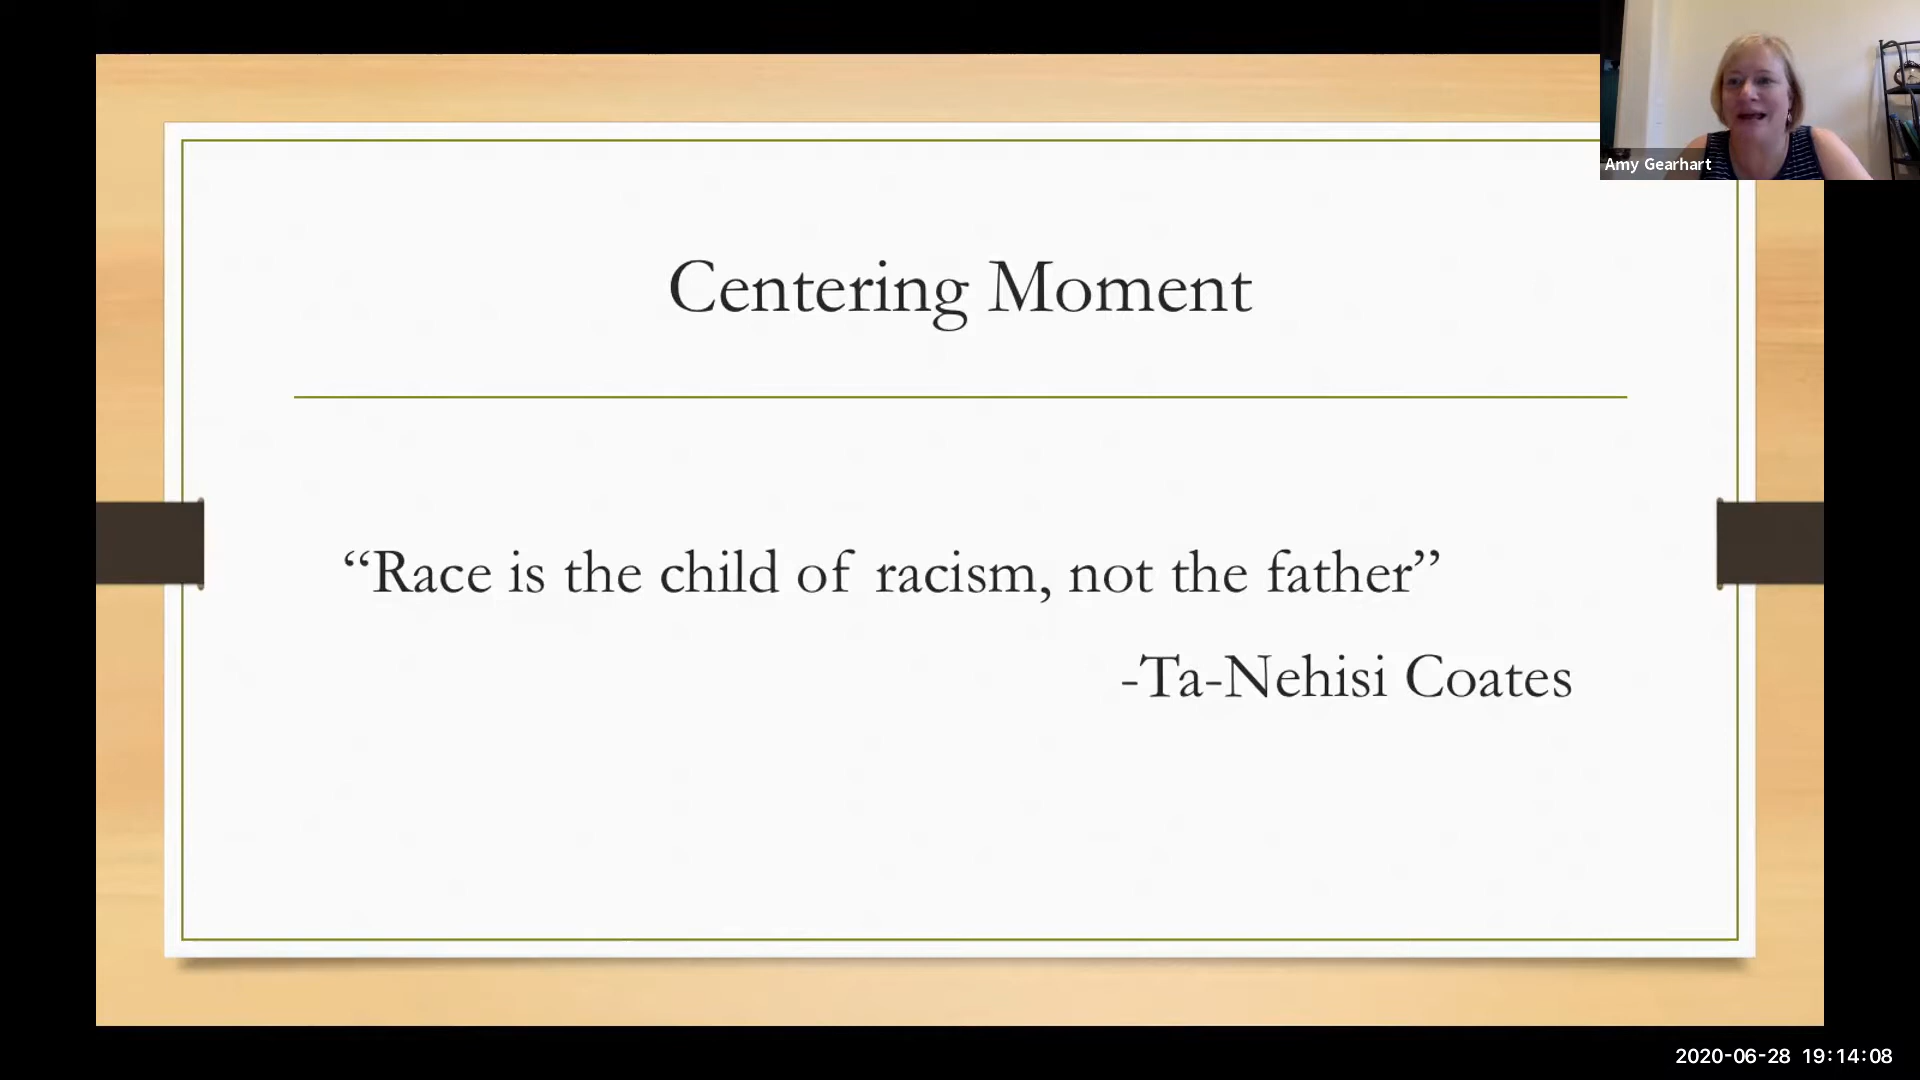 Amy Gearhart
Centering Moment
“Race is the child of racism, not the father”
-Ta-Nehisi Coates
2020-06-28 19:14:08